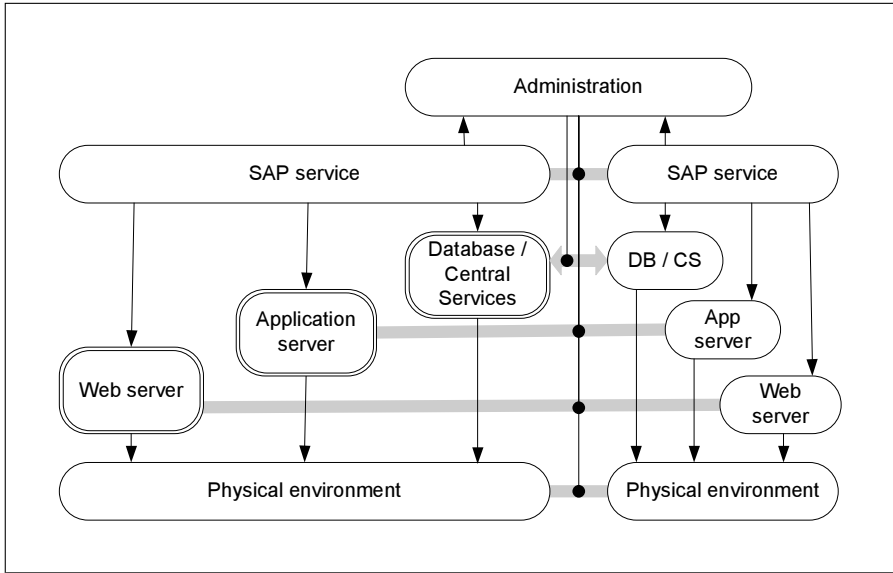 Administration
SAP service
SAP service
Database /
Central
Services
DB / CS
Application
server
App
server
Web server
Web
server
Physical environment
Physical environment